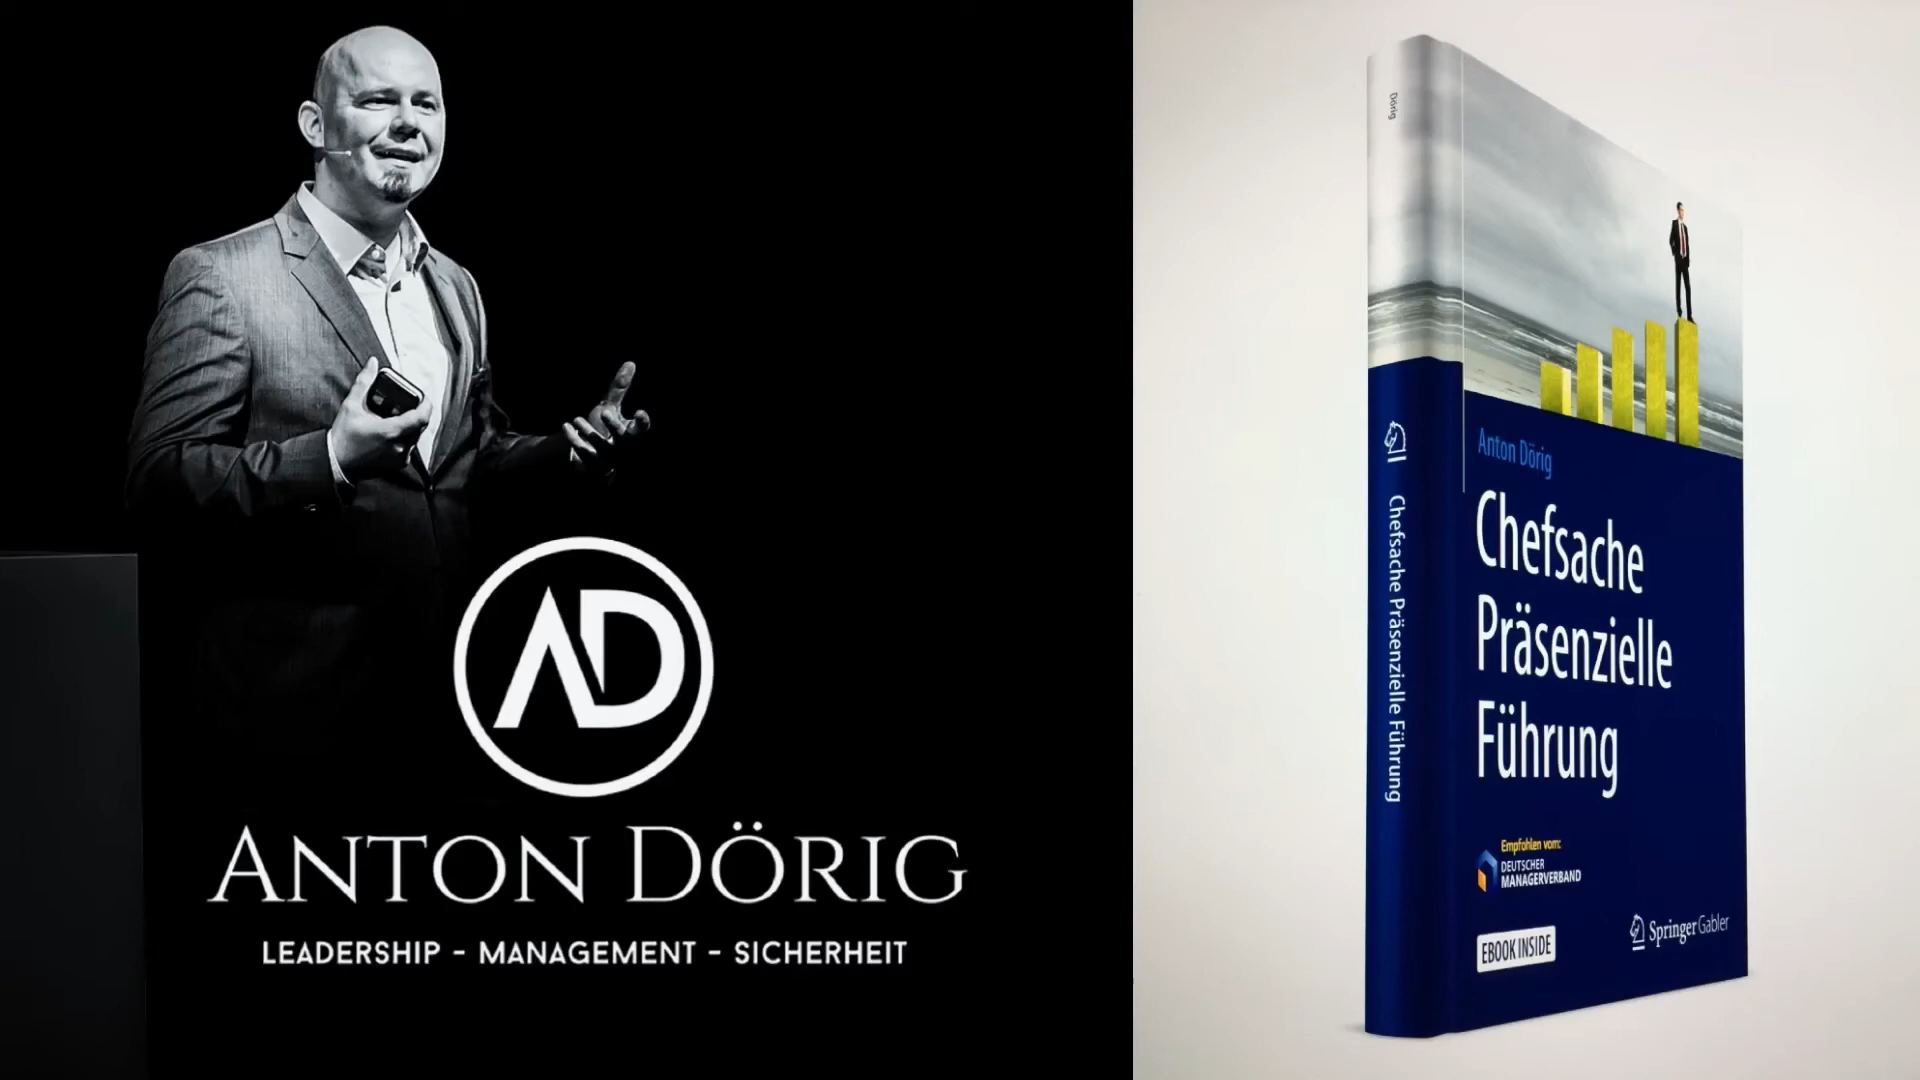 AD
ANTON DÖRIG
LEADERSHIP - MANAGEMENT - SICHERHEIT
Dörig
Chefsache Präsenzielle Führung
Anton Dörig
Chefsache
Präsenzielle
Führung
Empfohlen vom:
DEUTSCHER
MANAGERVERBAND
EBOOK INSIDE
Springer Gabler